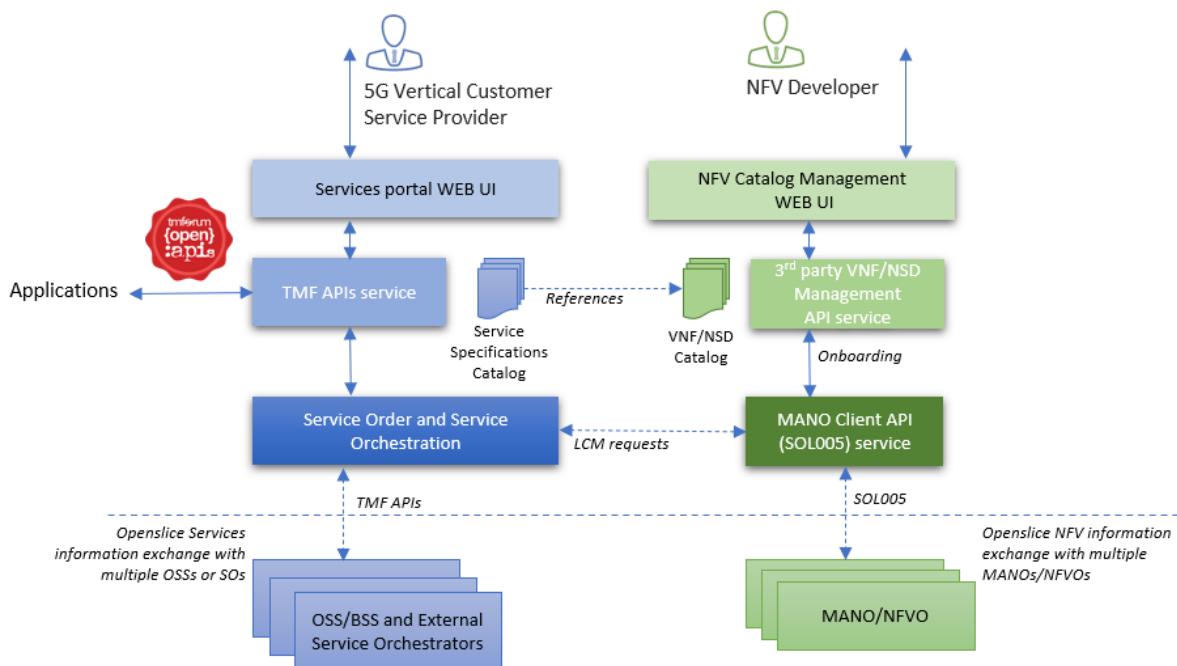 5G Vertical Customer
Service Provider
NFV Developer
Services portal WEB UI
NFV Catalog Management
WEB UI
tmforum
{open}
:apis
Applications
TMF APIs service
References
3rd party VNF/NSD
Management
API service
Service
Specifications
Catalog
VNF/NSD
Catalog
Onboarding
Service Order and Service
Orchestration
LCM requests
MANO Client API
(SOL005) service
TMF APIs
SOL005
Openslice Services
information exchange with
multiple OSSs or SOs
Openslice NFV information
exchange with multiple
MANOs/NFVOs
OSS/BSS and External
Service Orchestrators
MANO/NFVO